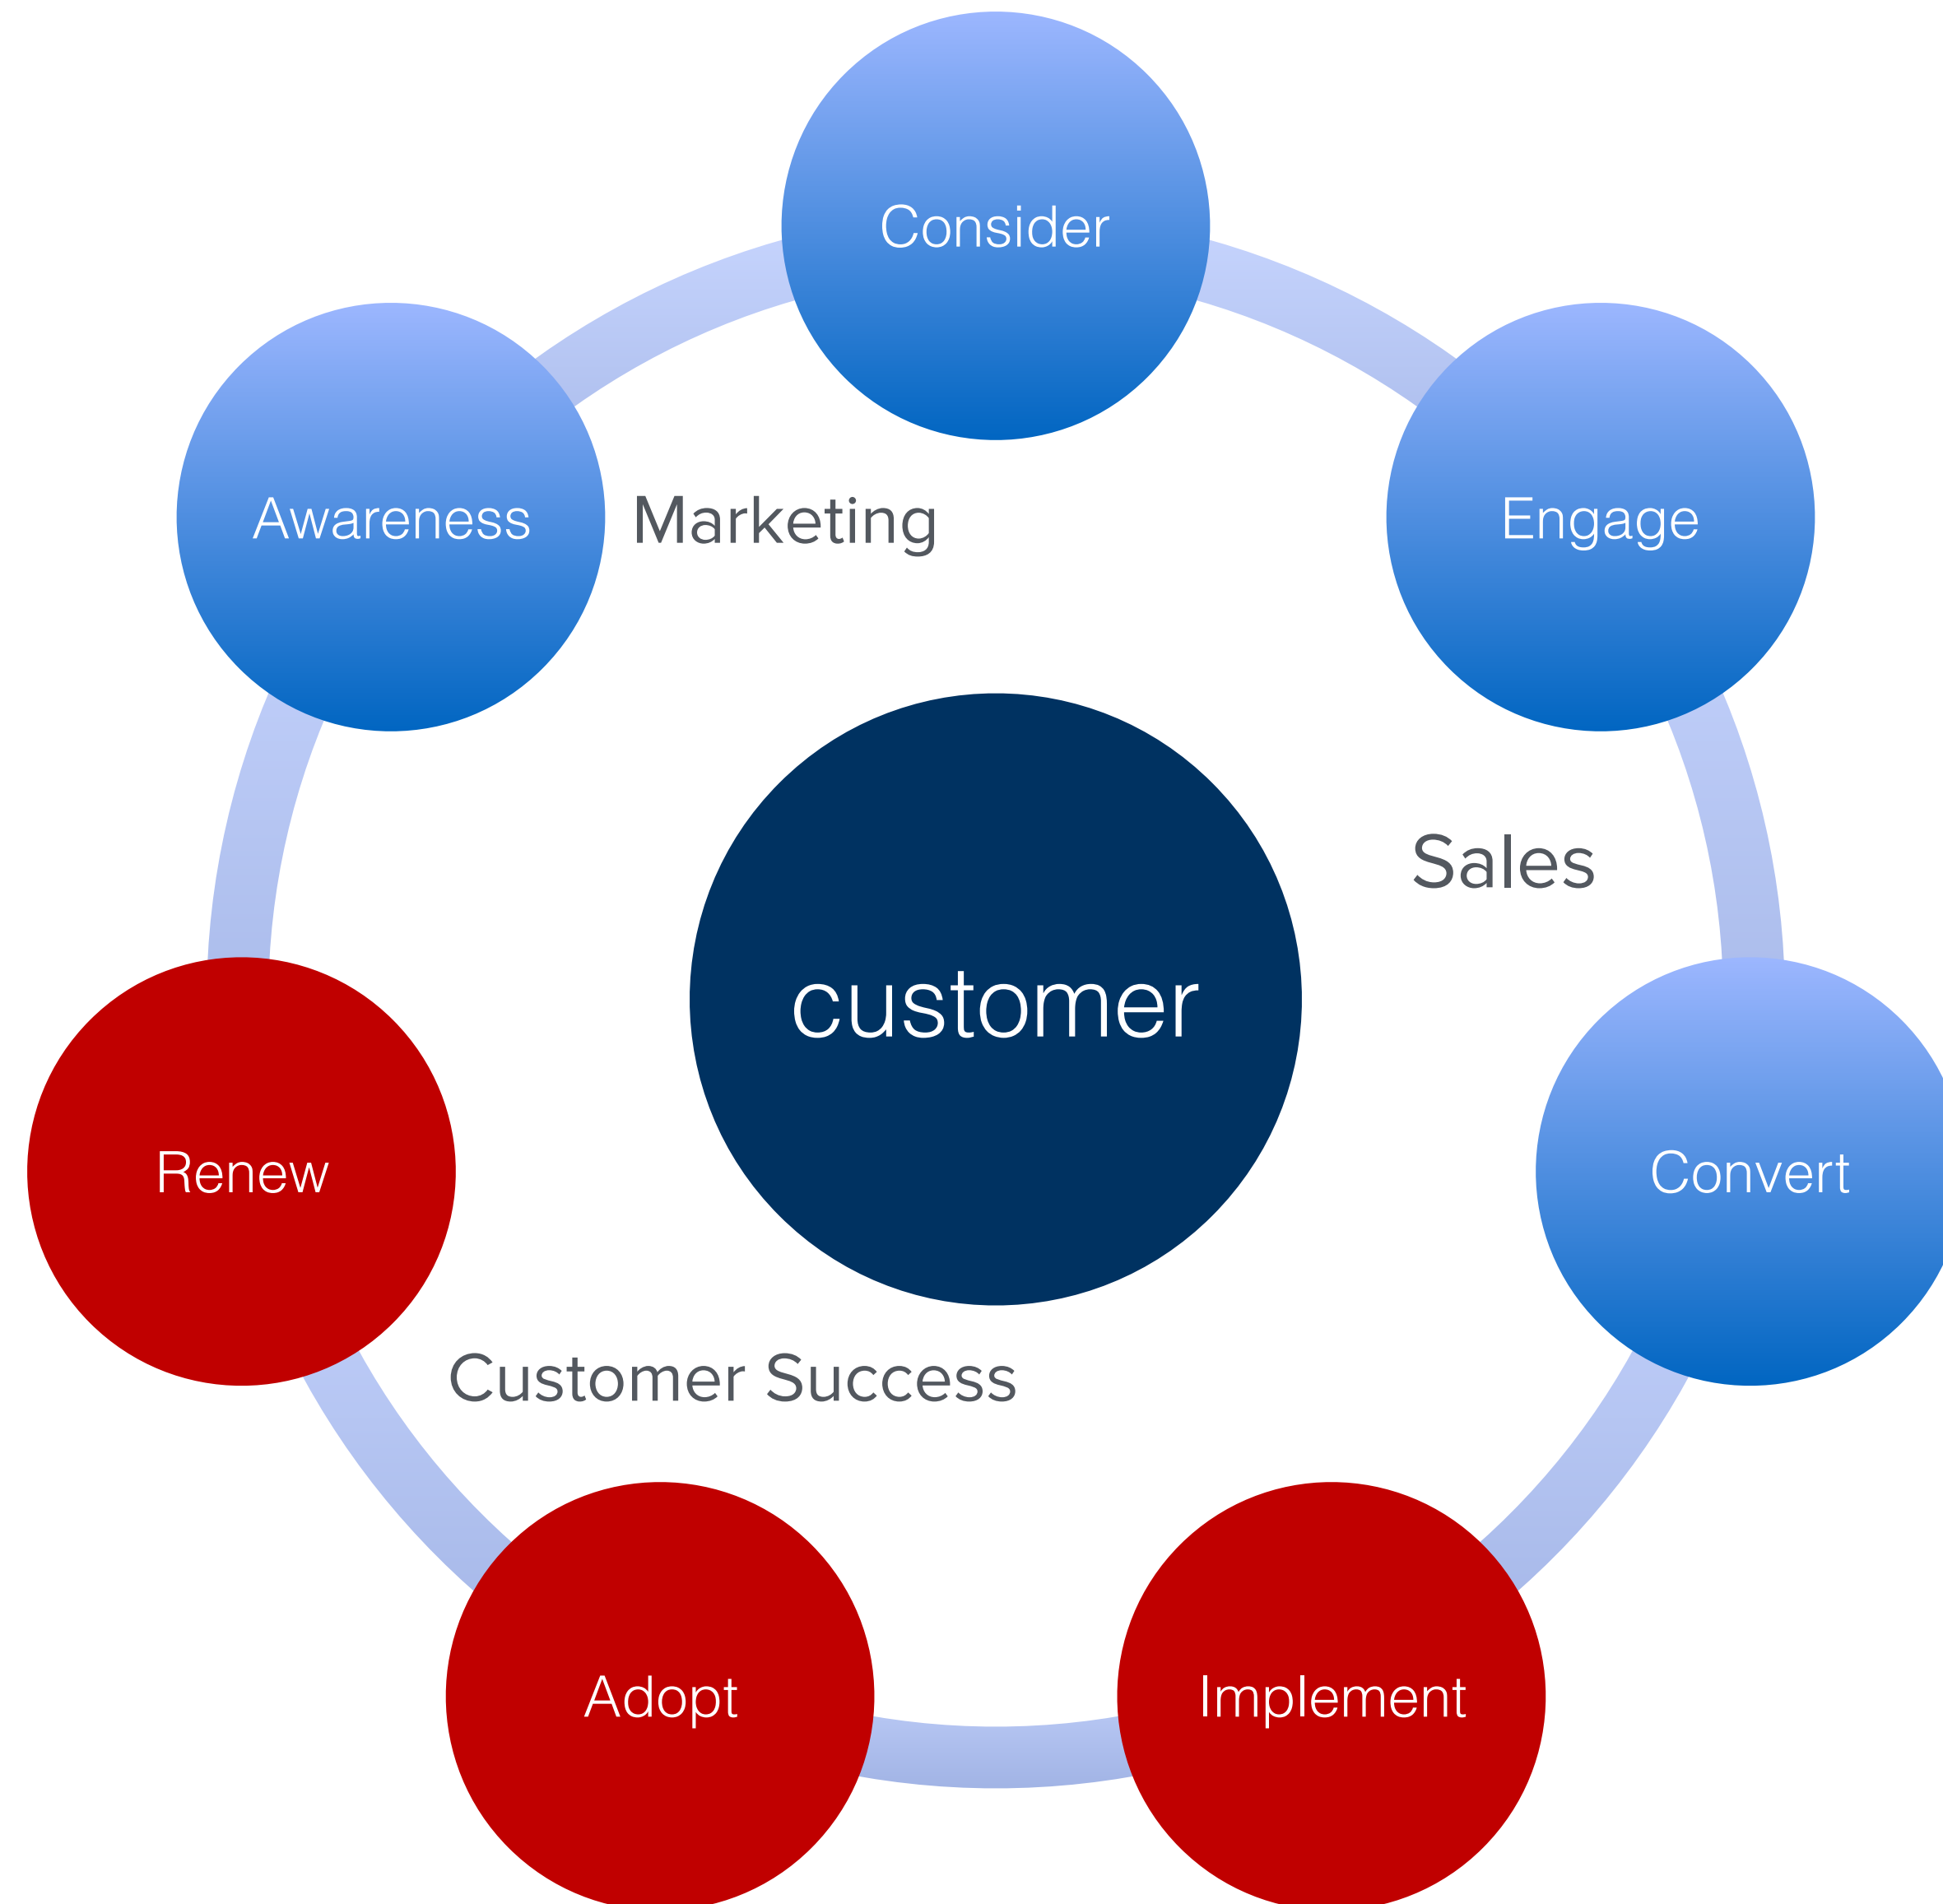 Consider
Awareness
Marketing
Engage
Sales
customer
Renew
Convert
Customer Success
Adopt
Implement